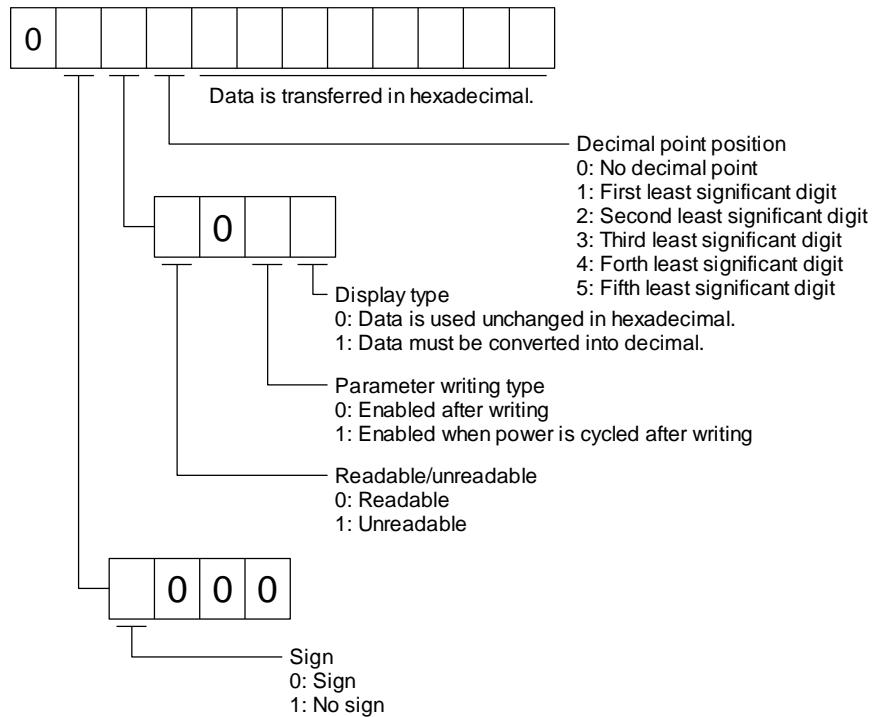 0
Data is transferred in hexadecimal.
Decimal point position
0: No decimal point
1: First least significant digit
2: Second least significant digit
3: Third least significant digit
4: Forth least significant digit
5: Fifth least significant digit
0
Display type
0: Data is used unchanged in hexadecimal.
1: Data must be converted into decimal.
Parameter writing type
0: Enabled after writing
1: Enabled when power is cycled after writing
Readable/unreadable
0: Readable
1: Unreadable
0 0 0
Sign
0: Sign
1: No sign